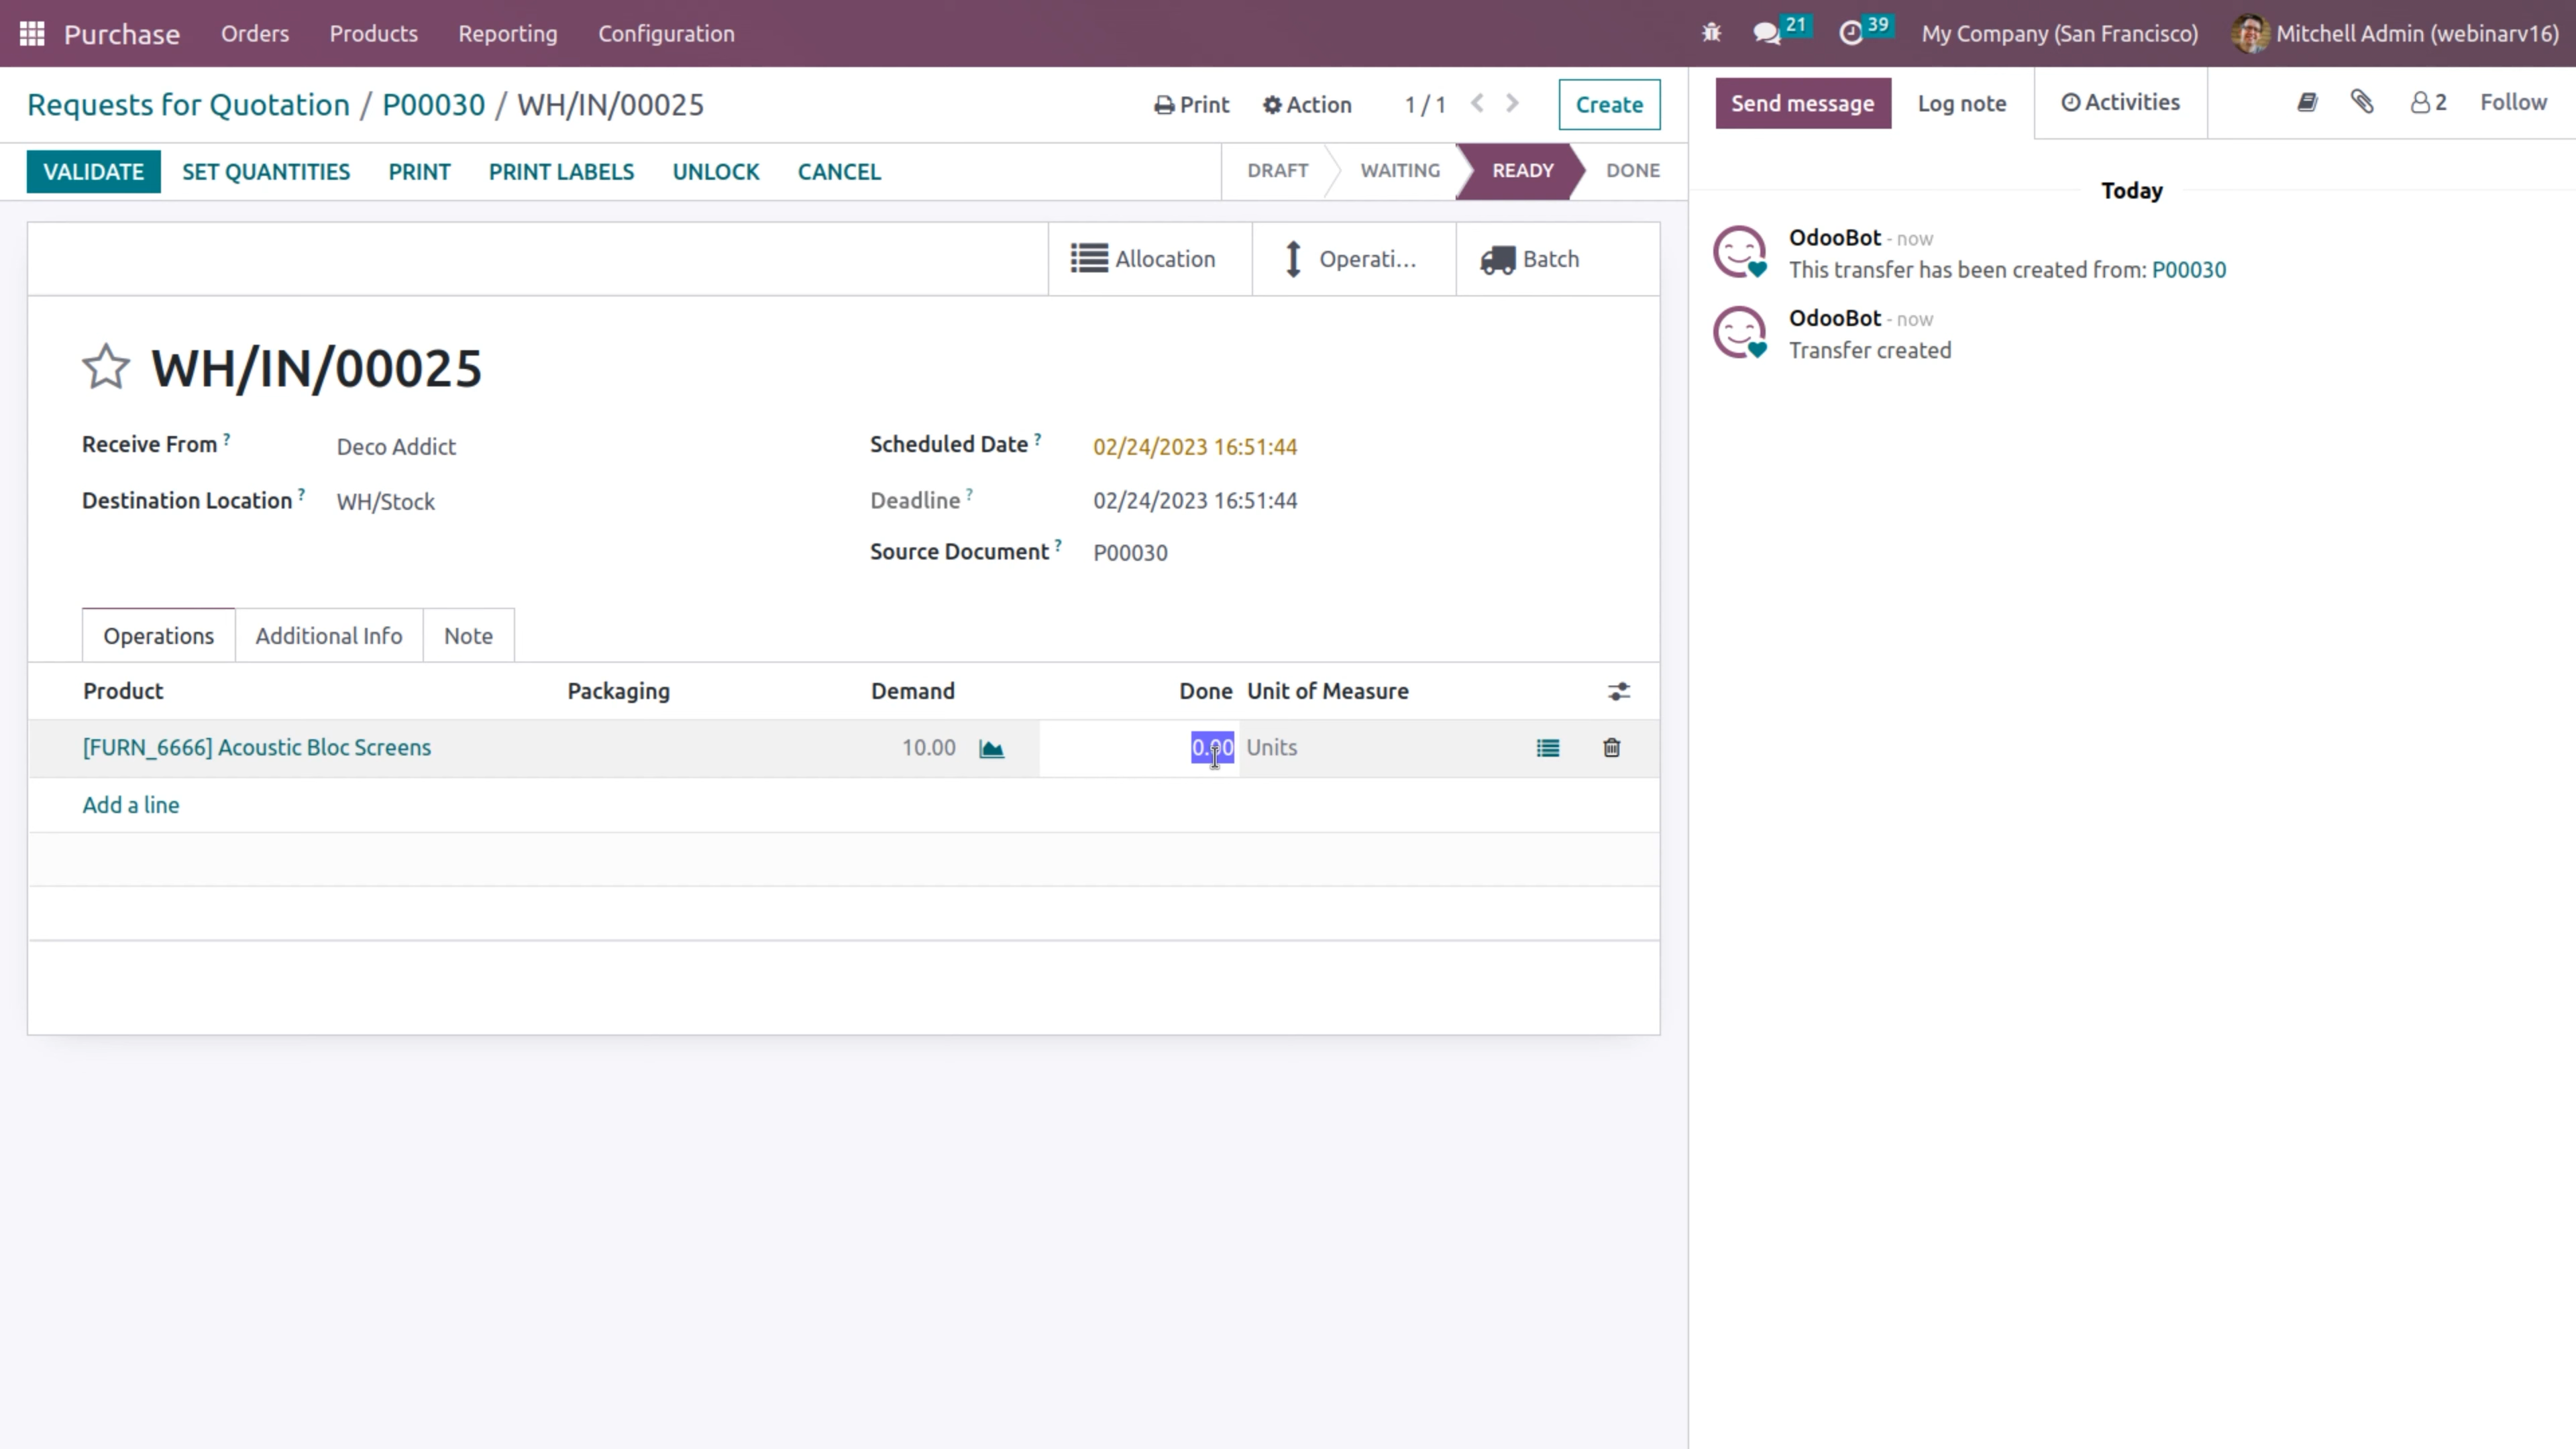 Purchase Orders Products Reporting Configuration 21 39 My Company (San Francisco) Mitchell Admin (webinarv16)
Requests for Quotation / P00030 / WH/IN/00025 Print Action 1 / 1 Create
Send message Log note Activities 2 Follow
VALIDATE SET QUANTITIES PRINT PRINT LABELS UNLOCK CANCEL DRAFT WAITING READY DONE
Today
Allocation Operati... Batch
OdooBot - now
This transfer has been created from: P00030
OdooBot - now
Transfer created
WH/IN/00025
Receive From ? Deco Addict Scheduled Date ? 02/24/2023 16:51:44
Destination Location ? WH/Stock Deadline ? 02/24/2023 16:51:44
Source Document ? P00030
Operations Additional Info Note
Product Packaging Demand Done Unit of Measure
[FURN_6666] Acoustic Bloc Screens 10.00 0.00 Units
Add a line